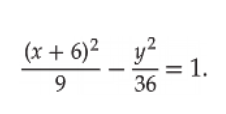 (x + 6)²/9 − y²/36 = 1.